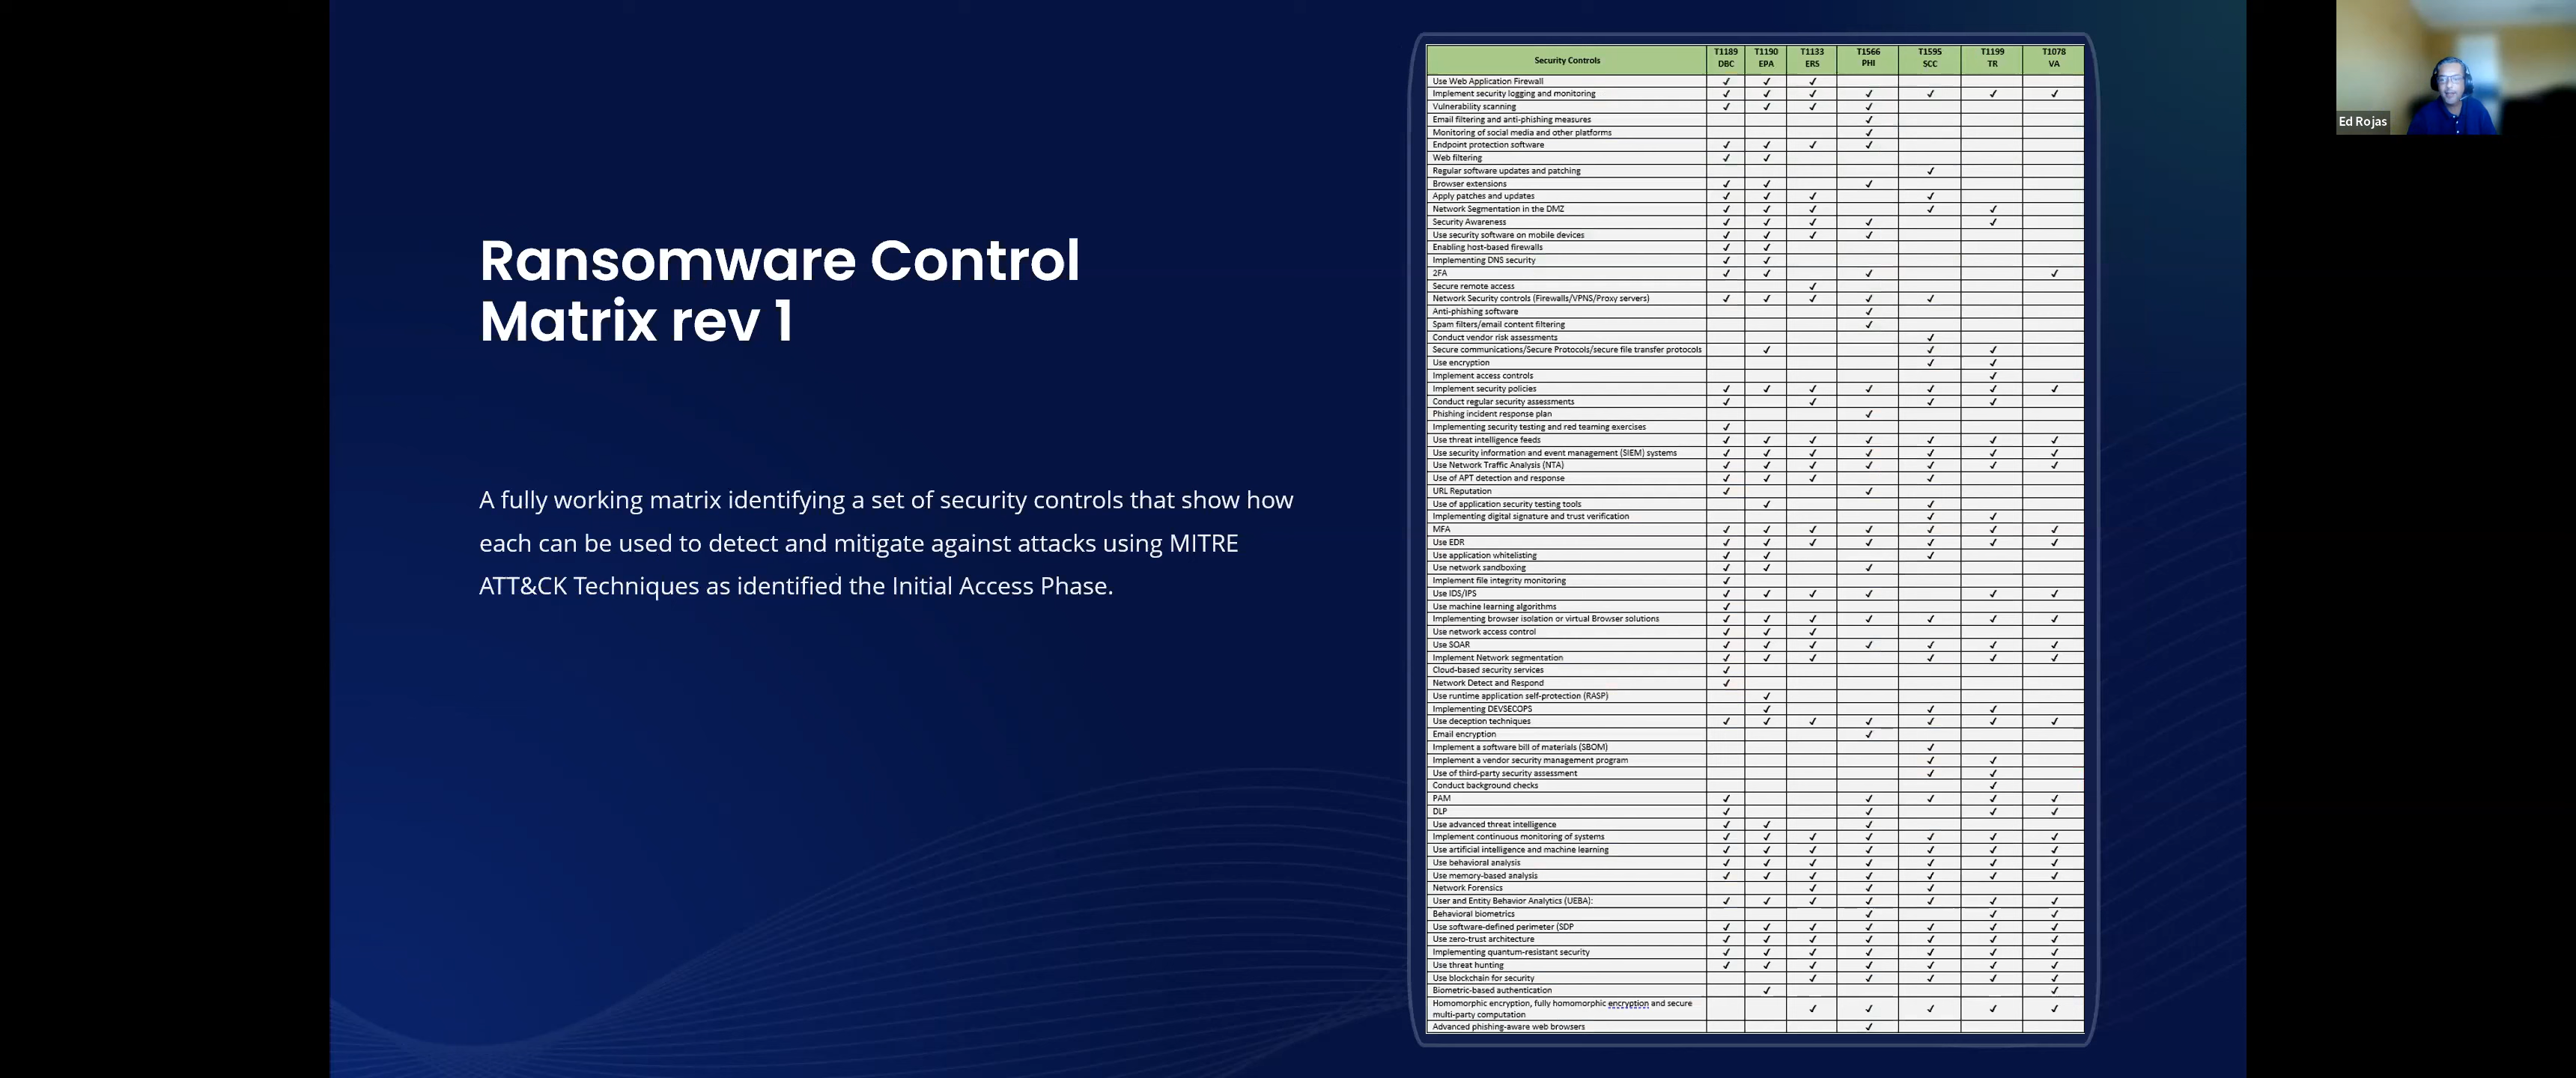 Ransomware Control
Matrix rev 1
A fully working matrix identifying a set of security controls that show how
each can be used to detect and mitigate against attacks using MITRE
ATT&CK Techniques as identified the Initial Access Phase.
Security Controls T1189 DBC T1190 EPA T1133 ERS T1566 PHI T1595 SCC T1199 TR T1078 VA
Use Web Application Firewall ✓ ✓ ✓
Implement security logging and monitoring ✓ ✓ ✓ ✓ ✓ ✓ ✓
Vulnerability scanning ✓ ✓ ✓ ✓
Email filtering and anti-phishing measures ✓
Monitoring of social media and other platforms ✓
Endpoint protection software ✓ ✓ ✓ ✓
Web filtering ✓ ✓
Regular software updates and patching ✓
Browser extensions ✓ ✓ ✓
Apply patches and updates ✓ ✓ ✓ ✓
Network Segmentation in the DMZ ✓ ✓ ✓ ✓ ✓
Security Awareness ✓ ✓ ✓ ✓ ✓
Use security software on mobile devices ✓ ✓ ✓ ✓
Enabling host-based firewalls ✓ ✓
Implementing DNS security ✓ ✓
2FA ✓ ✓ ✓ ✓
Secure remote access ✓
Network Security controls (Firewalls/VPNS/Proxy servers) ✓ ✓ ✓ ✓ ✓
Anti-phishing software ✓
Spam filters/email content filtering ✓
Conduct vendor risk assessments ✓
Secure communications/Secure Protocols/secure file transfer protocols ✓ ✓ ✓
Use encryption ✓ ✓
Implement access controls ✓
Implement security policies ✓ ✓ ✓ ✓ ✓ ✓ ✓
Conduct regular security assessments ✓ ✓ ✓ ✓
Phishing incident response plan ✓
Implementing security testing and red teaming exercises ✓
Use threat intelligence feeds ✓ ✓ ✓ ✓ ✓ ✓ ✓
Use security information and event management (SIEM) systems ✓ ✓ ✓ ✓ ✓ ✓ ✓
Use Network Traffic Analysis (NTA) ✓ ✓ ✓ ✓ ✓ ✓ ✓
Use of APT detection and response ✓ ✓ ✓ ✓
URL Reputation ✓ ✓
Use of application security testing tools ✓ ✓
Implementing digital signature and trust verification ✓ ✓
MFA ✓ ✓ ✓ ✓ ✓ ✓ ✓
Use EDR ✓ ✓ ✓ ✓ ✓ ✓ ✓
Use application whitelisting ✓ ✓ ✓
Use network sandboxing ✓ ✓ ✓
Implement file integrity monitoring ✓
Use IDS/IPS ✓ ✓ ✓ ✓ ✓ ✓
Use machine learning algorithms ✓
Implementing browser isolation or virtual Browser solutions ✓ ✓ ✓ ✓ ✓ ✓ ✓
Use network access control ✓ ✓ ✓
Use SOAR ✓ ✓ ✓ ✓ ✓ ✓ ✓
Implement Network segmentation ✓ ✓ ✓ ✓ ✓ ✓
Cloud-based security services ✓
Network Detect and Respond ✓
Use runtime application self-protection (RASP) ✓
Implementing DEVSECOPS ✓ ✓ ✓
Use deception techniques ✓ ✓ ✓ ✓ ✓ ✓ ✓
Email encryption ✓
Implement a software bill of materials (SBOM) ✓
Implement a vendor security management program ✓ ✓
Use of third-party security assessment ✓ ✓
Conduct background checks ✓
PAM ✓ ✓ ✓ ✓ ✓
DLP ✓ ✓ ✓ ✓
Use advanced threat intelligence ✓ ✓ ✓
Implement continuous monitoring of systems ✓ ✓ ✓ ✓ ✓ ✓ ✓
Use artificial intelligence and machine learning ✓ ✓ ✓ ✓ ✓ ✓ ✓
Use behavioral analysis ✓ ✓ ✓ ✓ ✓ ✓ ✓
Use memory-based analysis ✓ ✓ ✓ ✓ ✓ ✓ ✓
Network Forensics ✓ ✓ ✓
User and Entity Behavior Analytics (UEBA): ✓ ✓ ✓ ✓ ✓ ✓ ✓
Behavioral biometrics ✓ ✓ ✓
Use software-defined perimeter (SDP ✓ ✓ ✓ ✓ ✓ ✓ ✓
Use zero-trust architecture ✓ ✓ ✓ ✓ ✓ ✓ ✓
Implementing quantum-resistant security ✓ ✓ ✓ ✓ ✓ ✓ ✓
Use threat hunting ✓ ✓ ✓ ✓ ✓ ✓ ✓
Use blockchain for security ✓ ✓ ✓ ✓ ✓
Biometric-based authentication ✓ ✓
Homomorphic encryption, fully homomorphic encryption and secure
multi-party computation ✓ ✓ ✓ ✓ ✓
Advanced phishing-aware web browsers ✓
Ed Rojas